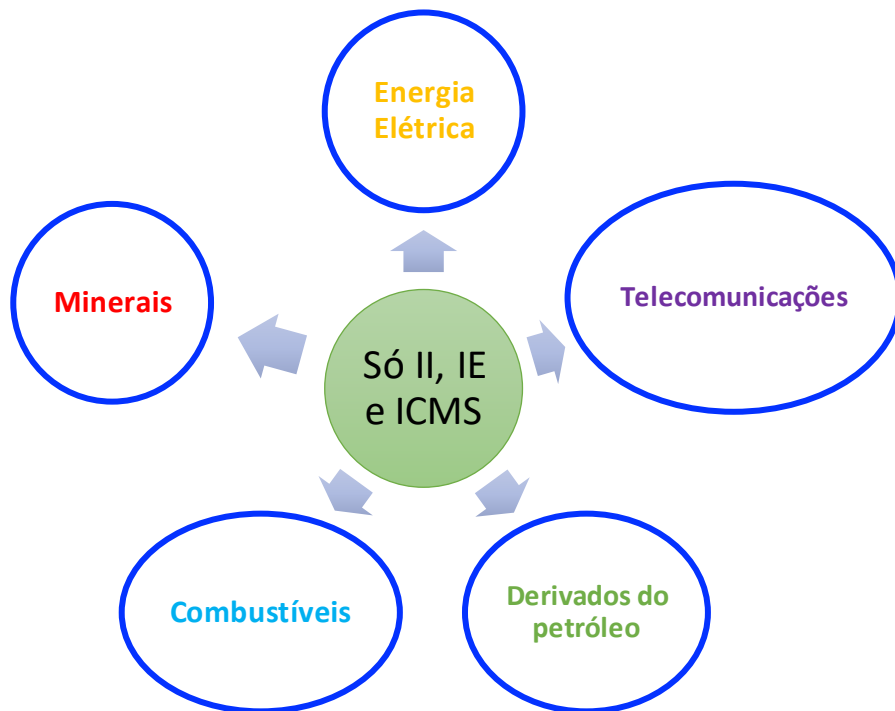 Energia
Elétrica
Telecomunicações
Minerais
Só II, IE
e ICMS
Combustíveis
Derivados do
petróleo